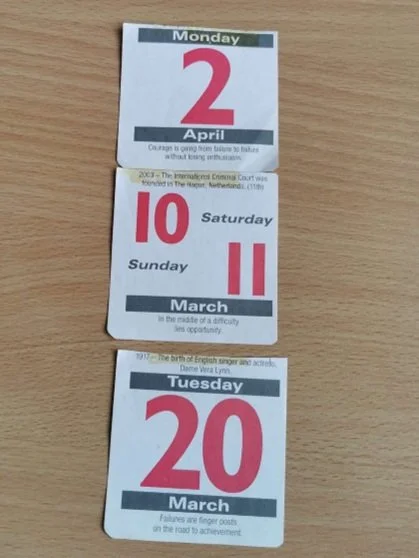 Monday
2
April
Courage is going from failure to failure
without losing enthusiasm.
2003 – The International Criminal Court was
founded in The Hague, Netherlands. (11th)
10 Saturday
Sunday 11
March
In the middle of a difficulty
lies opportunity.
1917 – The birth of English singer and actress,
Dame Vera Lynn.
Tuesday
20
March
Failures are finger posts
on the road to achievement.